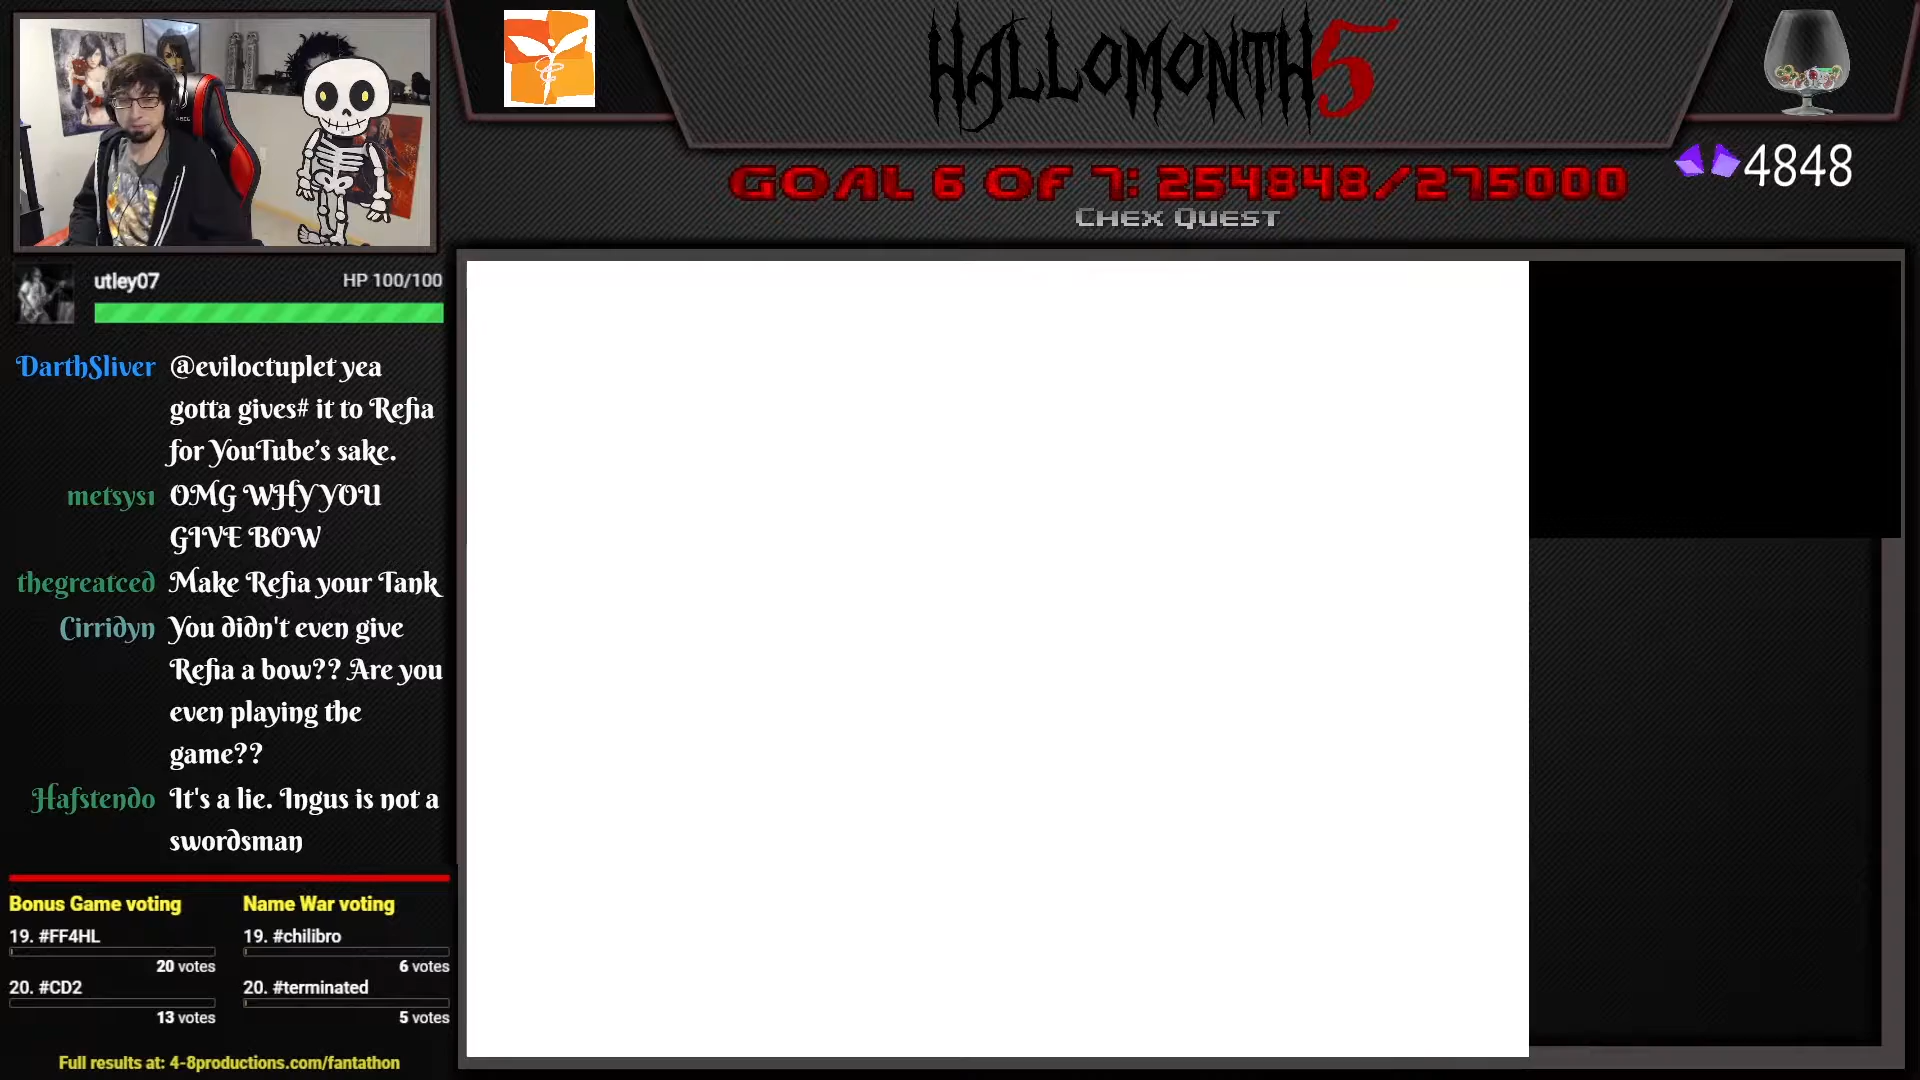 HALLOMONTH5
GOAL 6 OF 7: 254848/275000
Chex Quest
4848
utley07 HP 100/100
DarthSliver @eviloctuplet yea
gotta gives# it to Refia
for YouTube's sake.
metsys1 OMG WHY YOU
GIVE BOW
thegreatced Make Refia your Tank
Cirridyn You didn't even give
Refia a bow?? Are you
even playing the
game??
Hafstendo It's a lie. Ingus is not a
swordsman
Bonus Game voting
19. #FF4HL
20 votes
20. #CD2
13 votes
Name War voting
19. #chilibro
6 votes
20. #terminated
5 votes
Full results at: 4-8productions.com/fantathon